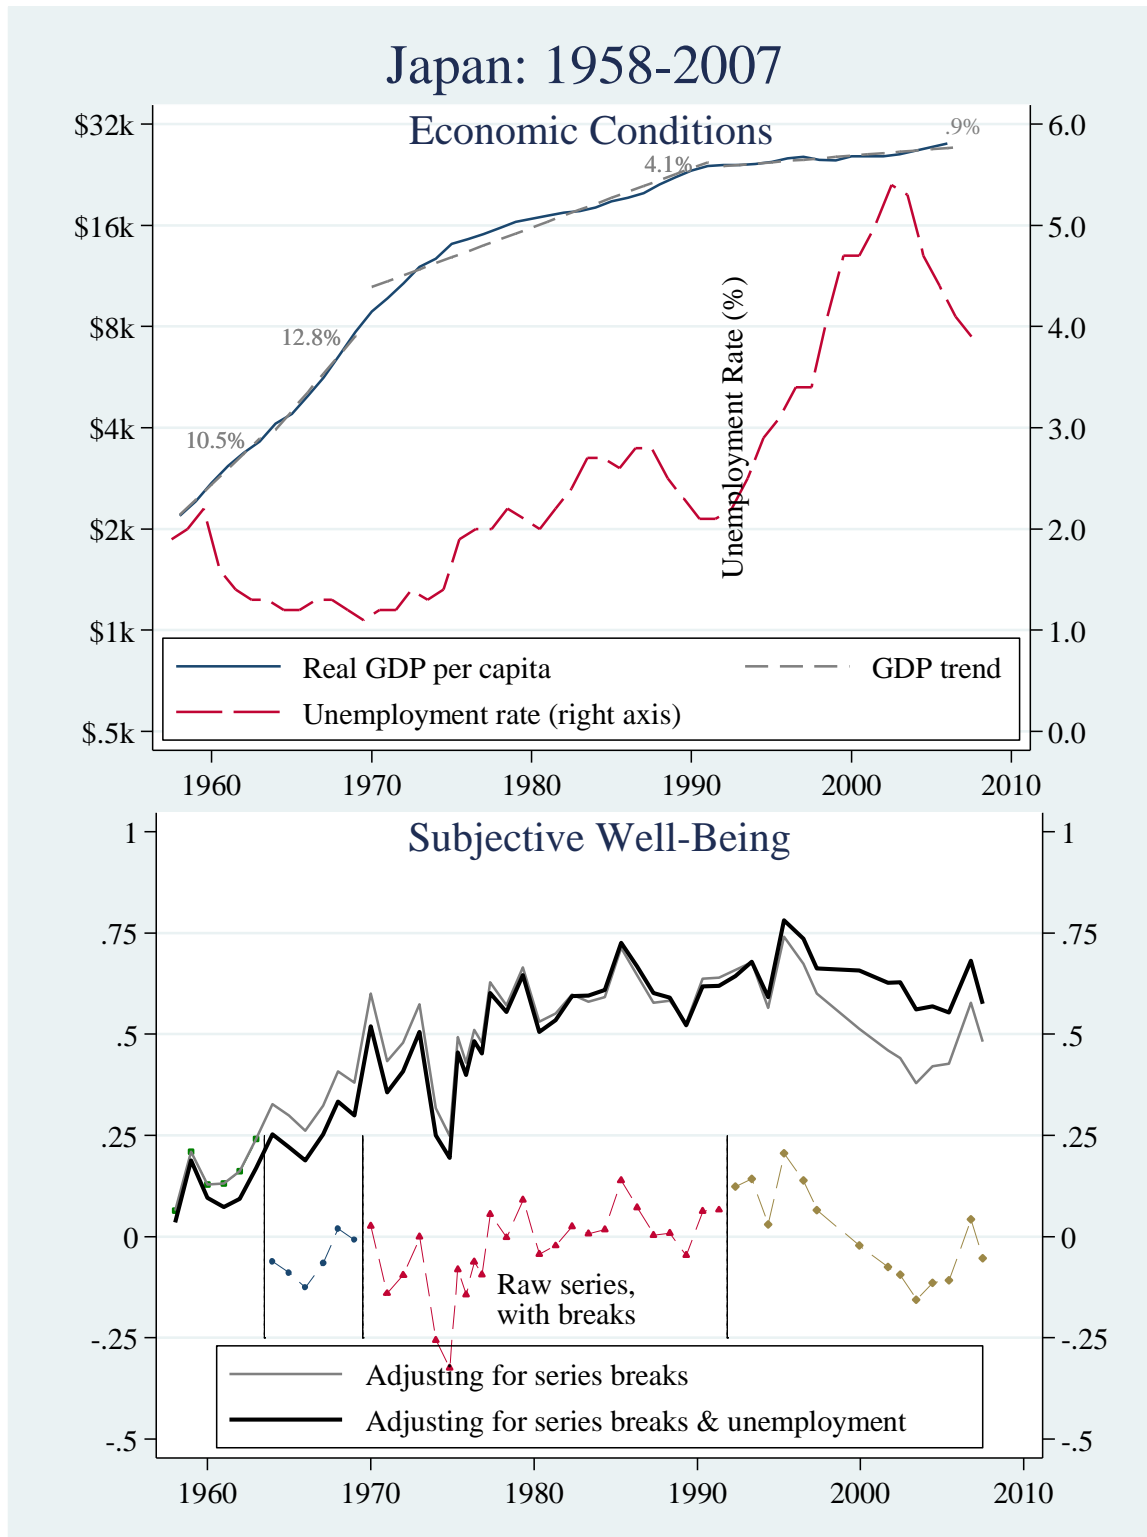 Japan: 1958-2007
Economic Conditions
$32k
$16k
$8k
$4k
$2k
$1k
$.5k
6.0
5.0
4.0
3.0
2.0
1.0
0.0
10.5%
12.8%
4.1%
.9%
Unemployment Rate (%)
Real GDP per capita
GDP trend
Unemployment rate (right axis)
1960 1970 1980 1990 2000 2010
Subjective Well-Being
1
.75
.5
.25
0
-.25
-.5
1
.75
.5
.25
0
-.25
-.5
Raw series,
with breaks
Adjusting for series breaks
Adjusting for series breaks & unemployment
1960 1970 1980 1990 2000 2010